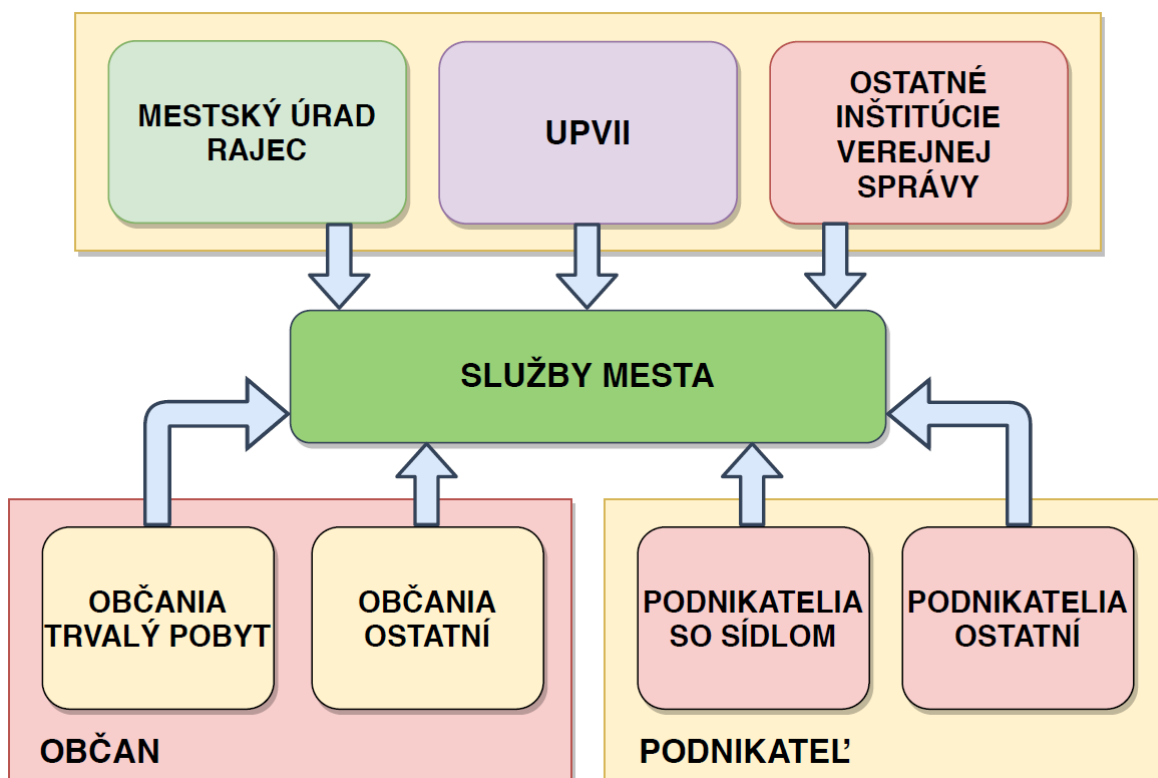 MESTSKÝ ÚRAD
RAJEC
UPVII
OSTATNÉ
INŠTITÚCIE
VEREJNEJ
SPRÁVY
SLUŽBY MESTA
OBČANIA
TRVALÝ POBYT
OBČANIA
OSTATNÍ
OBČAN
PODNIKATELIA
SO SÍDLOM
PODNIKATELIA
OSTATNÍ
PODNIKATEĽ